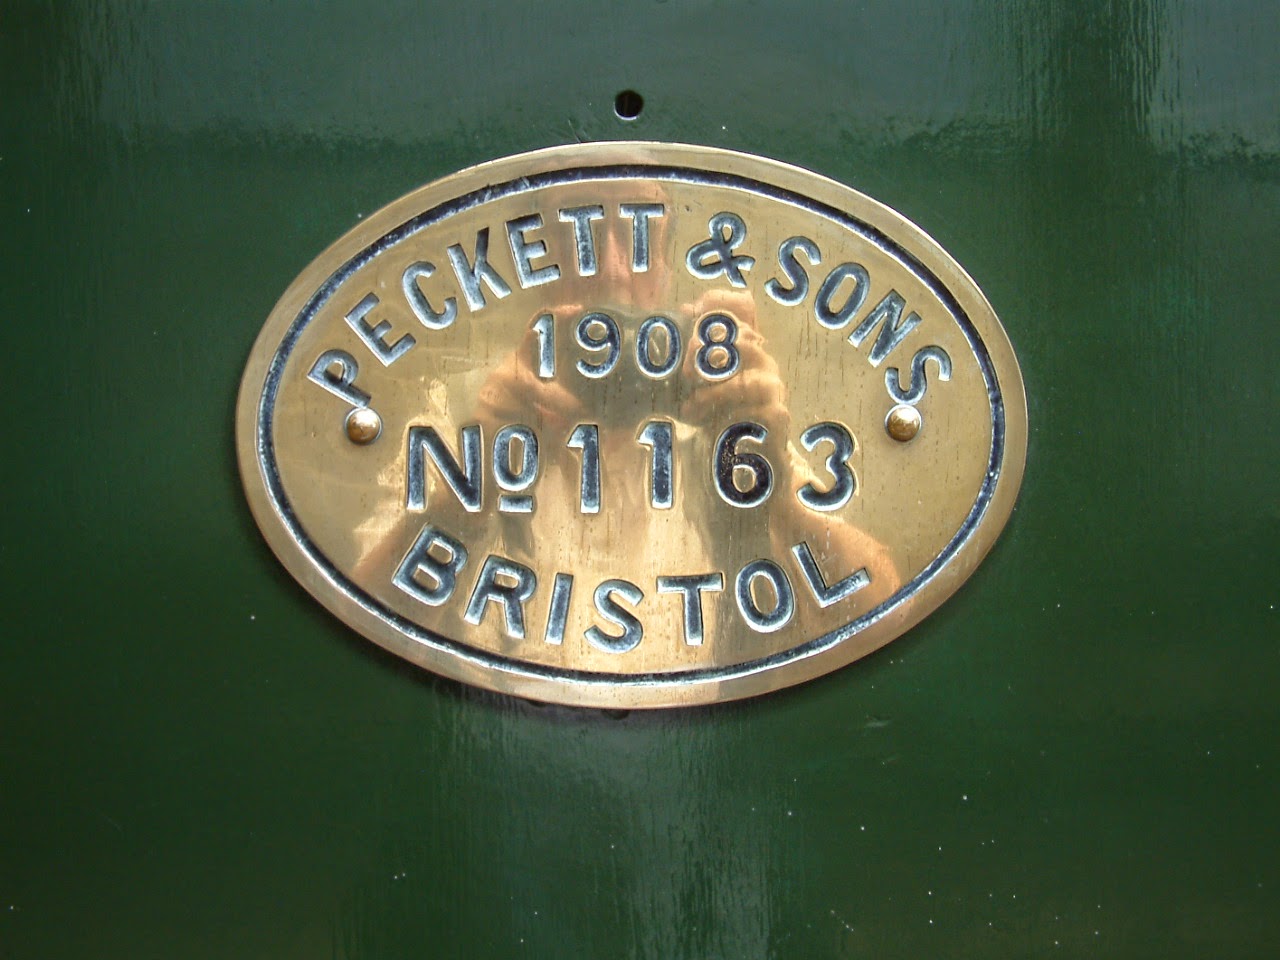 PECKETT & SONS
1908
Nº 1163
BRISTOL